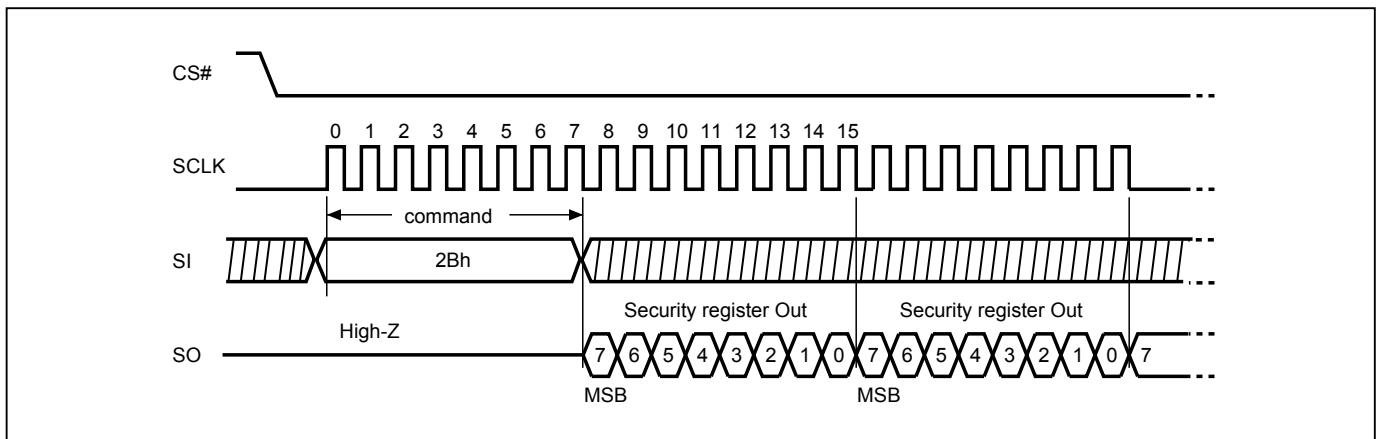 CS#
0 1 2 3 4 5 6 7 8 9 10 11 12 13 14 15
SCLK
command
SI
2Bh
Security register Out Security register Out
High-Z
SO
7 6 5 4 3 2 1 0 7 6 5 4 3 2 1 0 7
MSB MSB